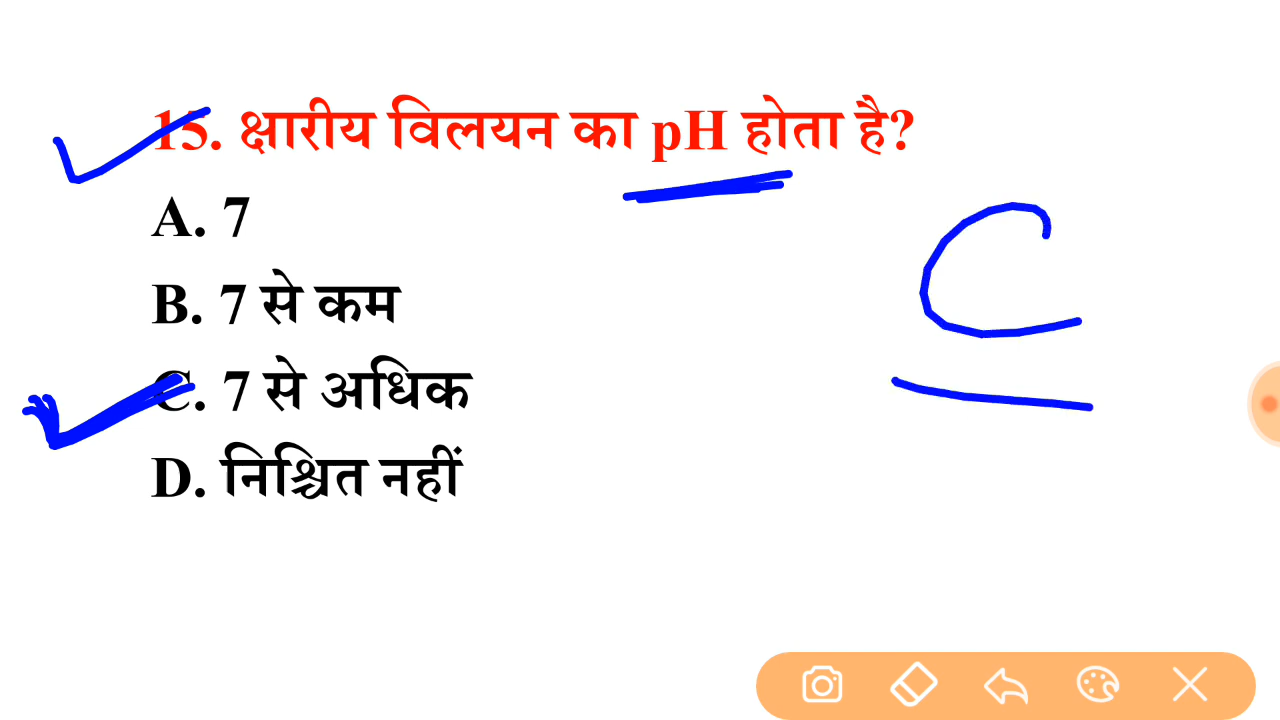 15. क्षारीय विलयन का pH होता है?
A. 7
B. 7 से कम
C. 7 से अधिक
D. निश्चित नहीं
C